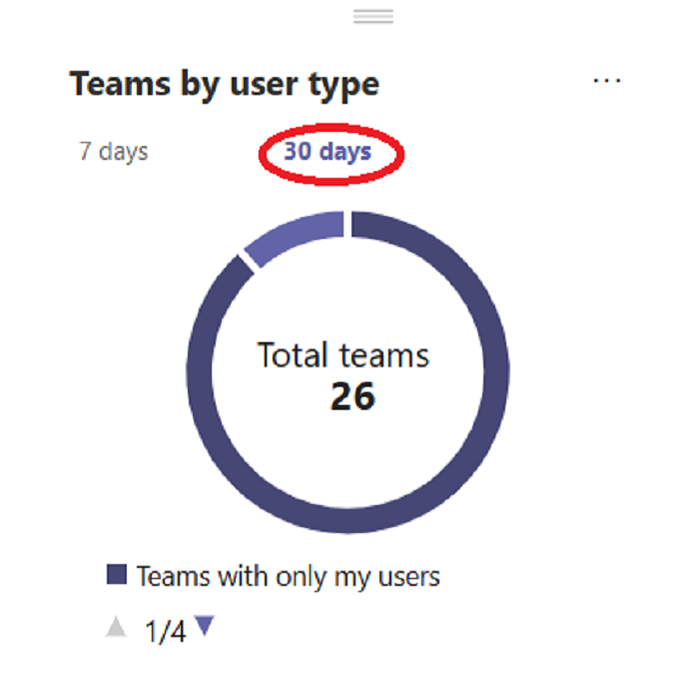 Teams by user type
...
7 days
30 days
Total teams
26
Teams with only my users
1/4